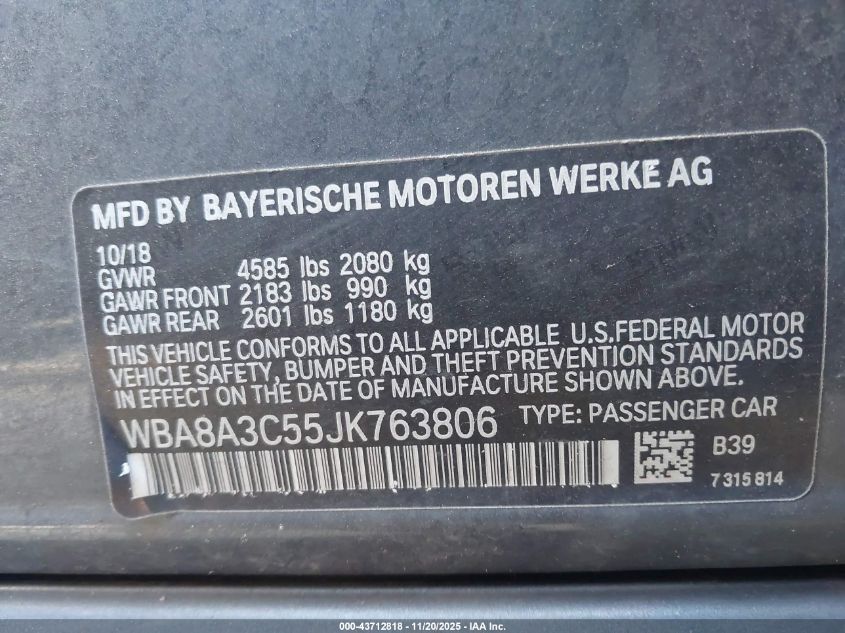 MFD BY BAYERISCHE MOTOREN WERKE AG
10/18
GVWR 4585 lbs 2080 kg
GAWR FRONT 2183 lbs 990 kg
GAWR REAR 2601 lbs 1180 kg
THIS VEHICLE CONFORMS TO ALL APPLICABLE U.S.FEDERAL MOTOR
VEHICLE SAFETY, BUMPER AND THEFT PREVENTION STANDARDS
IN EFFECT ON THE DATE OF MANUFACTURE SHOWN ABOVE.
WBA8A3C55JK763806 TYPE: PASSENGER CAR
B39
7 315 814
000-43712818 - 11/20/2025 - IAA Inc.